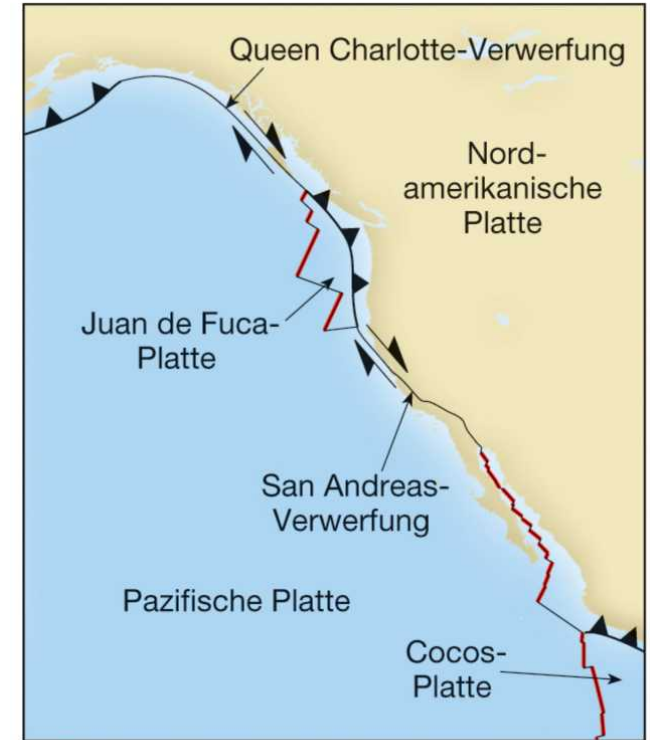 Queen Charlotte-Verwerfung
Nord-
amerikanische
Platte
Juan de Fuca-
Platte
San Andreas-
Verwerfung
Pazifische Platte
Cocos-
Platte